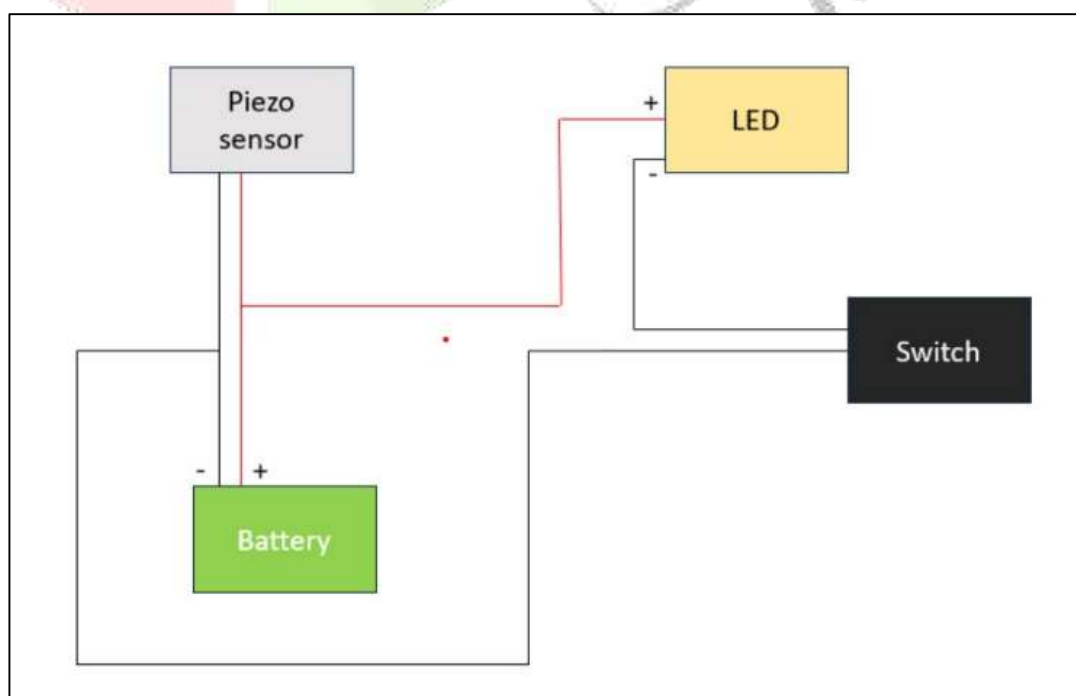 Piezo
sensor
+
LED
-
Switch
-
+
Battery